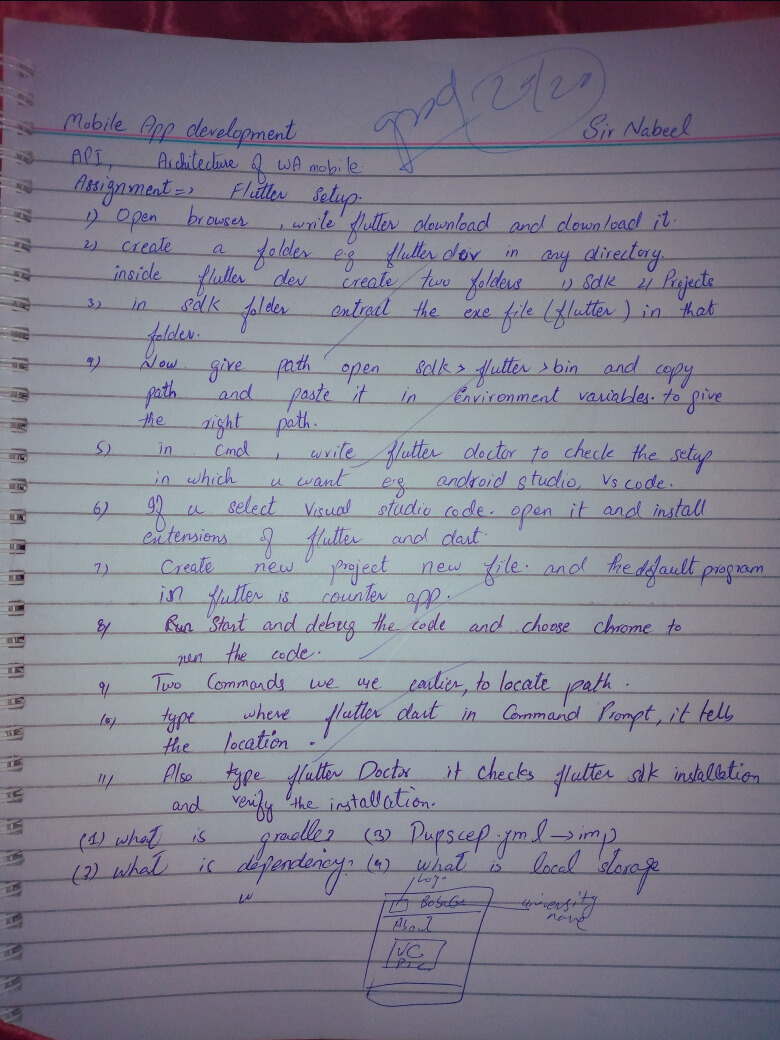 good 20/20
Mobile App development Sir Nabeel
API, Architecture of WA mobile
Assignment => Flutter Setup.
1) Open browser , write flutter download and download it.
2) create a folder e.g flutter dev in any directory.
inside flutter dev create two folders 1) Sdk 2) Projects
3) in sdk folder extract the exe file (flutter) in that
folder.
4) Now give path open sdk > flutter > bin and copy
path and paste it in Environment variables. to give
the right path.
5) in cmd , write flutter doctor to check the setup
in which u want e.g android studio, Vs code.
6) If u select Visual studio code. open it and install
extensions of flutter and dart.
7) Create new project new file. and the default program
in flutter is counter app.
8) Run Start and debug the code and choose chrome to
run the code.
9) Two Commands we use earlier, to locate path.
10) type where flutter dart in Command Prompt, it tells
the location.
11) Also type flutter Doctor it checks flutter sdk installation
and verify the installation.
(1) what is gradle? (3) Pupscep.yml → imp
(2) what is dependency? (4) what is local storage
Logo
university
name
About
VC
Pic